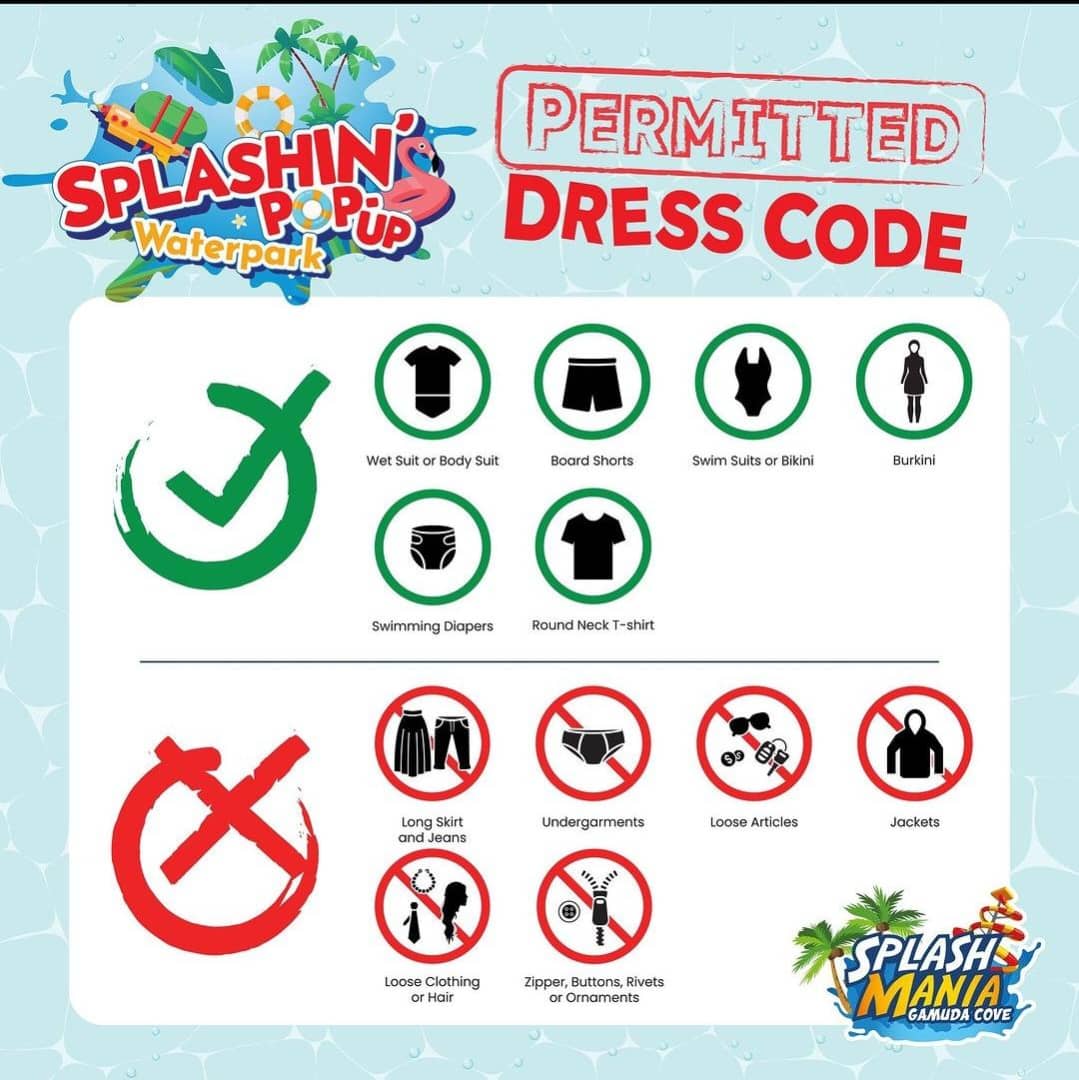 SPLASHIN'
POP·UP
Waterpark
PERMITTED
DRESS CODE
Wet Suit or Body Suit
Board Shorts
Swim Suits or Bikini
Burkini
Swimming Diapers
Round Neck T-shirt
Long Skirt
and Jeans
Undergarments
Loose Articles
Jackets
Loose Clothing
or Hair
Zipper, Buttons, Rivets
or Ornaments
SPLASH
MANIA
GAMUDA COVE